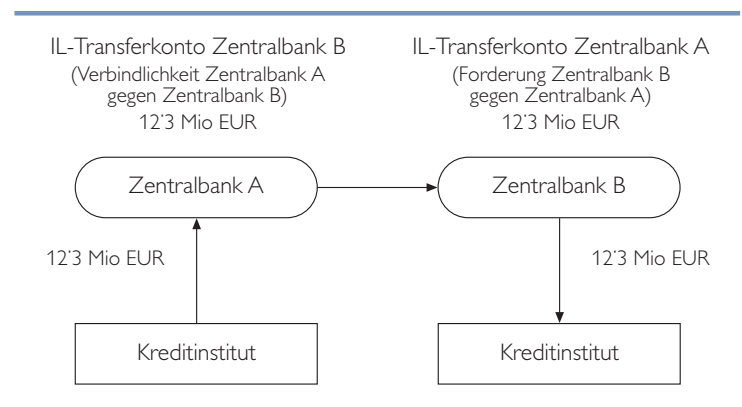 IL-Transferkonto Zentralbank B
(Verbindlichkeit Zentralbank A
gegen Zentralbank B)
12˙3 Mio EUR
IL-Transferkonto Zentralbank A
(Forderung Zentralbank B
gegen Zentralbank A)
12˙3 Mio EUR
Zentralbank A
Zentralbank B
12˙3 Mio EUR
12˙3 Mio EUR
Kreditinstitut
Kreditinstitut